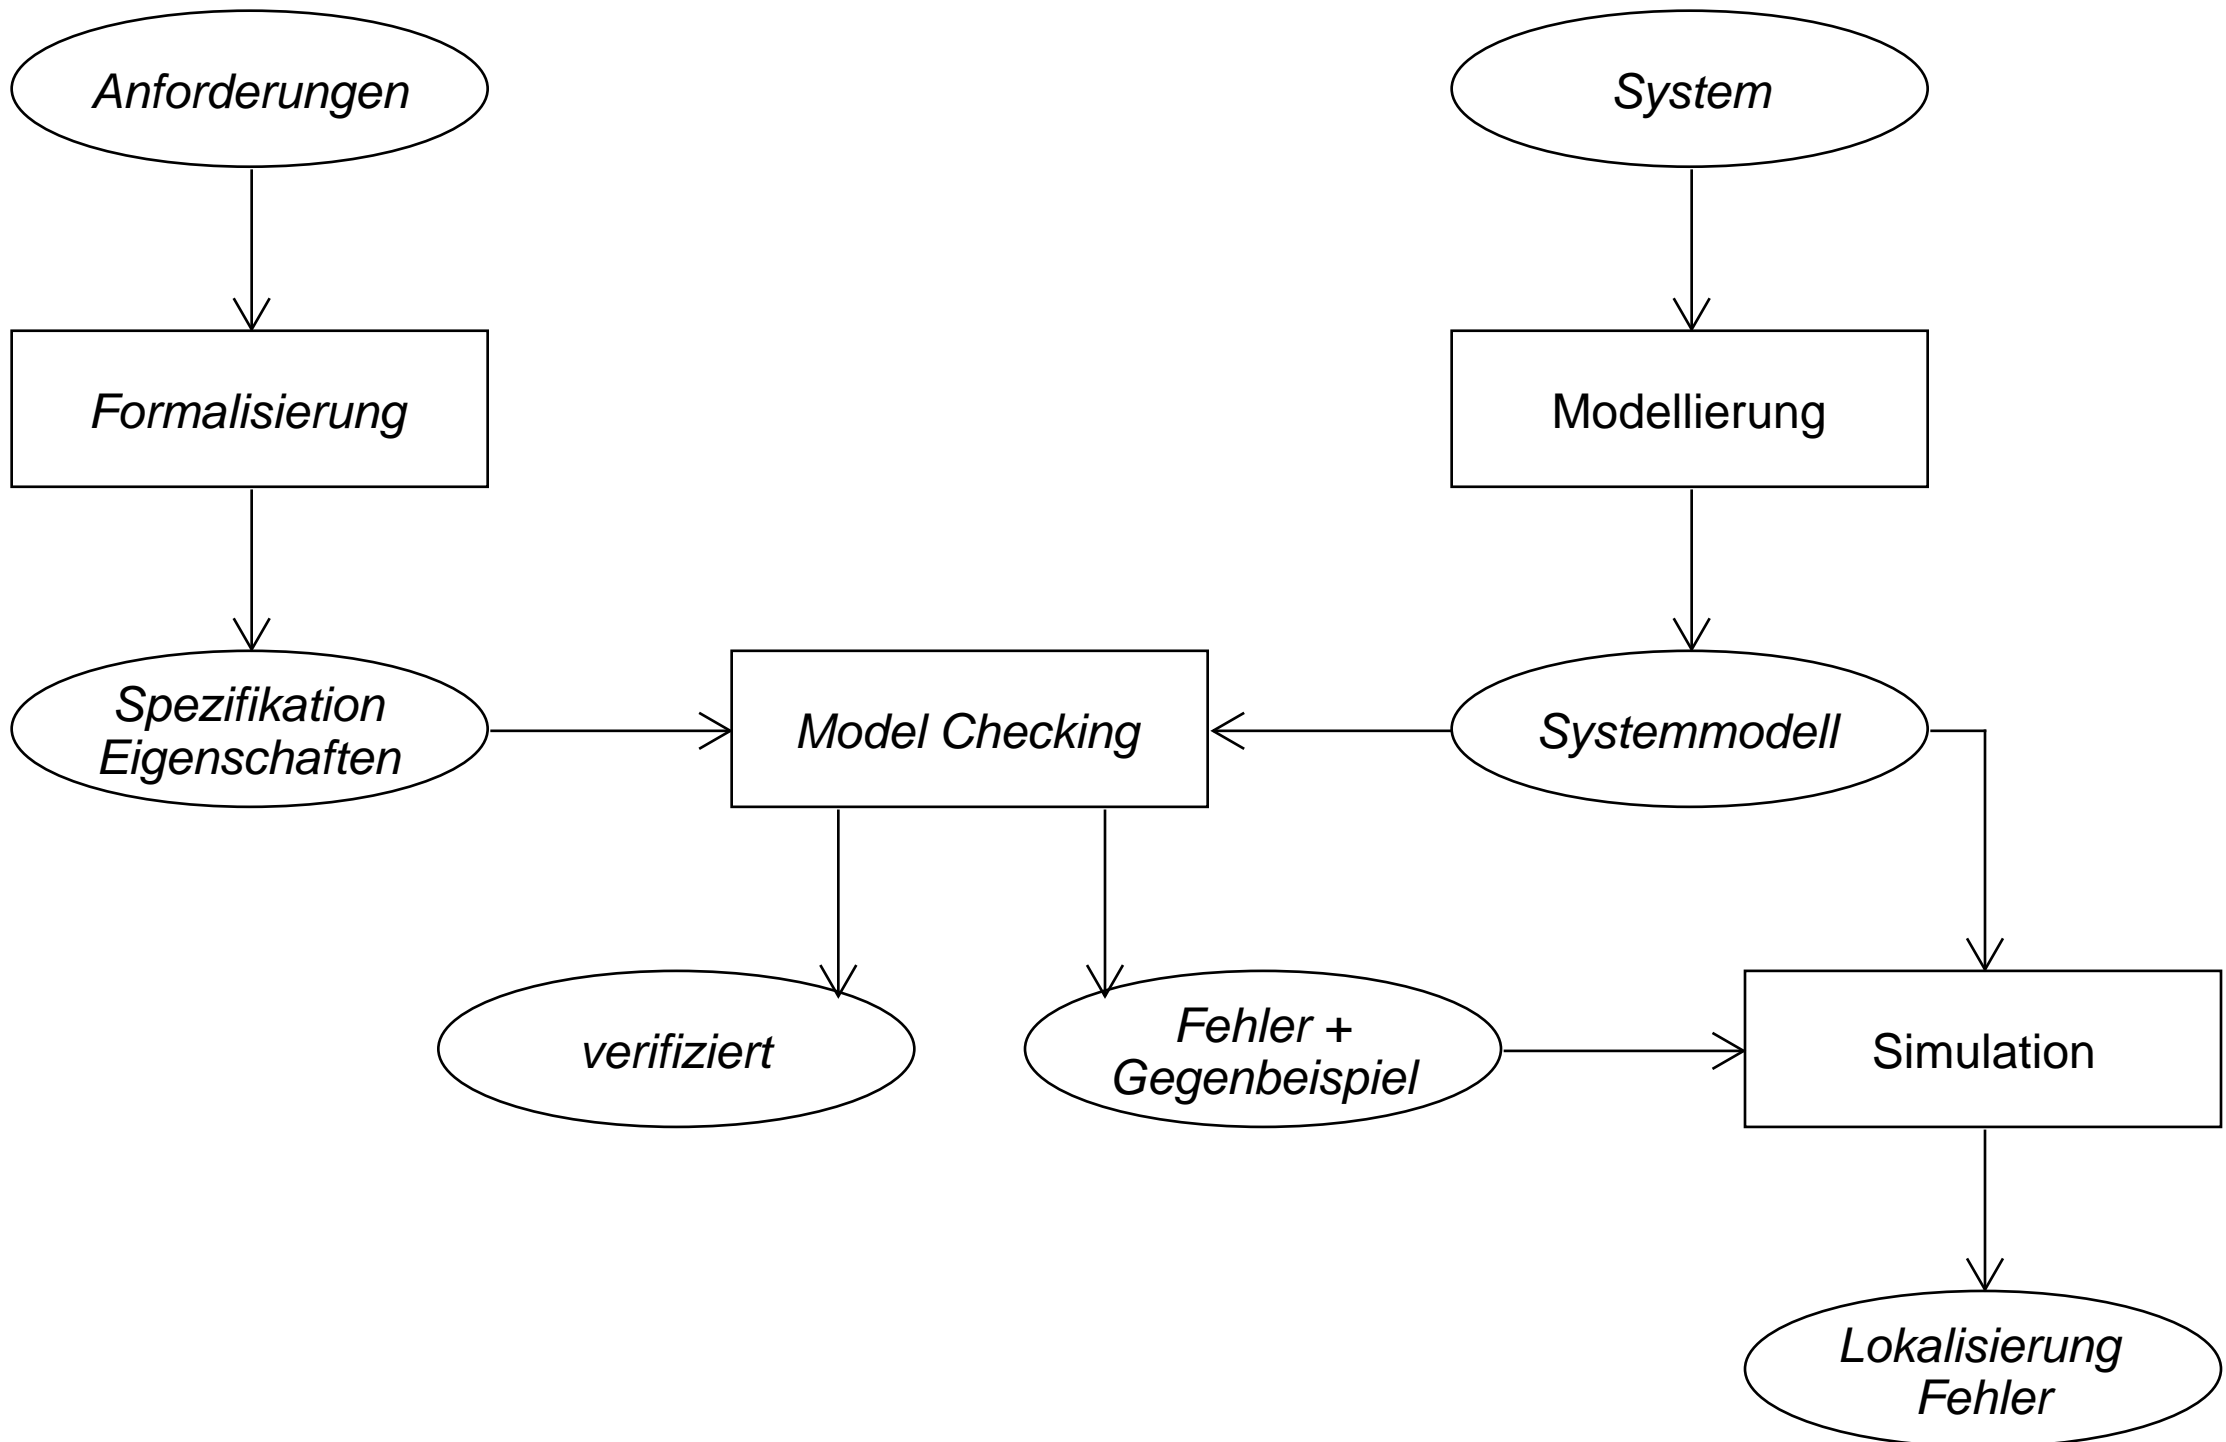 Anforderungen
System
Formalisierung
Modellierung
Spezifikation
Eigenschaften
Model Checking
Systemmodell
verifiziert
Fehler +
Gegenbeispiel
Simulation
Lokalisierung
Fehler